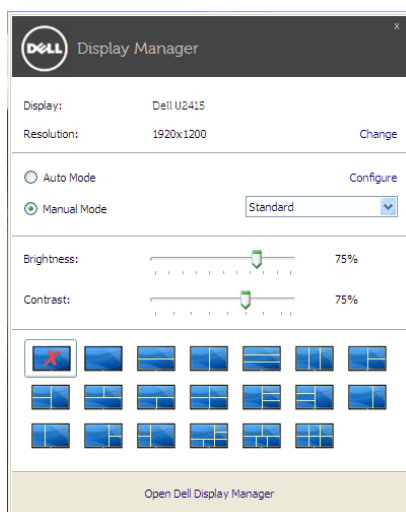 x
DELL Display Manager
Display: Dell U2415
Resolution: 1920x1200 Change
Auto Mode Configure
Manual Mode Standard
Brightness: 75%
Contrast: 75%
Open Dell Display Manager